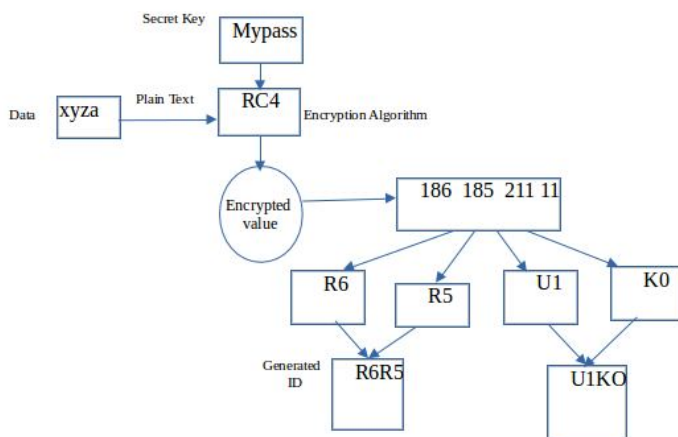 Secret Key
Mypass
Data
xyza
Plain Text
RC4
Encryption Algorithm
Encrypted
value
186 185 211 11
R6
R5
U1
K0
Generated
ID
R6R5
U1KO